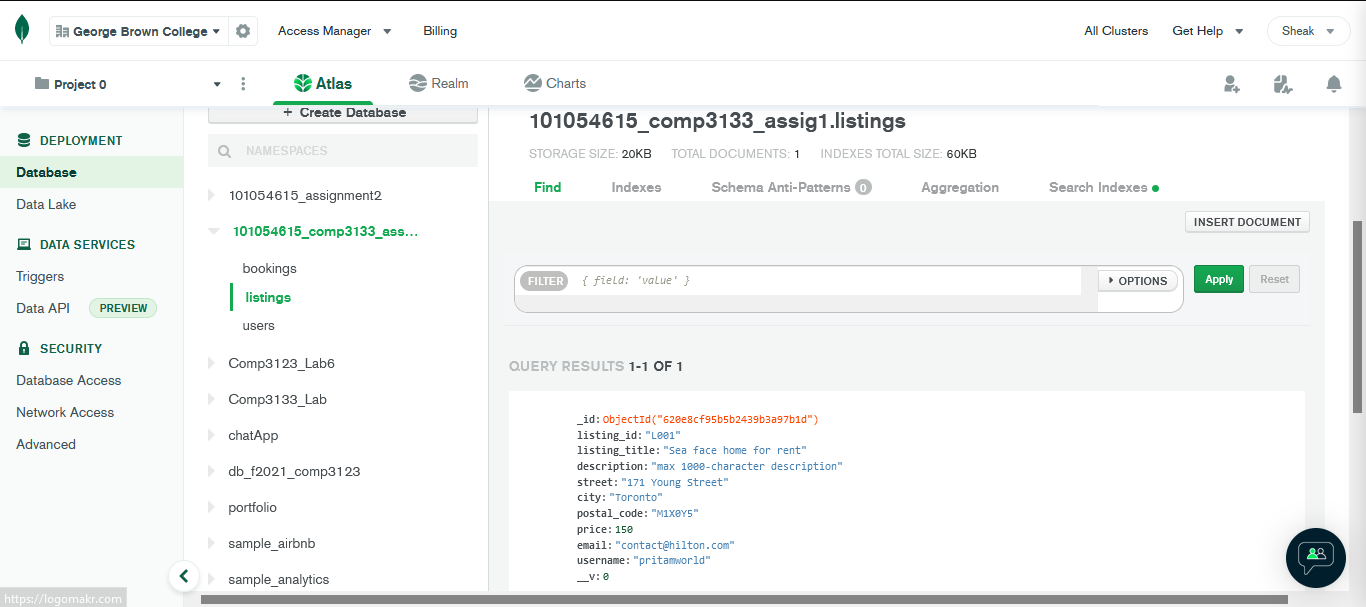 George Brown College
Access Manager
Billing
All Clusters
Get Help
Sheak
Project 0
Atlas
Realm
Charts
DEPLOYMENT
Database
Data Lake
DATA SERVICES
Triggers
Data API PREVIEW
SECURITY
Database Access
Network Access
Advanced
https://logomakr.com
+ Create Database
NAMESPACES
101054615_assignment2
101054615_comp3133_ass...
bookings
listings
users
Comp3123_Lab6
Comp3133_Lab
chatApp
db_f2021_comp3123
portfolio
sample_airbnb
sample_analytics
101054615_comp3133_assig1.listings
STORAGE SIZE: 20KB TOTAL DOCUMENTS: 1 INDEXES TOTAL SIZE: 60KB
Find Indexes Schema Anti-Patterns 0 Aggregation Search Indexes
INSERT DOCUMENT
FILTER { field: 'value' } OPTIONS Apply Reset
QUERY RESULTS 1-1 OF 1
_id: ObjectId("620e8cf95b5b2439b3a97b1d")
listing_id: "L001"
listing_title: "Sea face home for rent"
description: "max 1000-character description"
street: "171 Young Street"
city: "Toronto"
postal_code: "M1X0Y5"
price: 150
email: "contact@hilton.com"
username: "pritamworld"
__v: 0